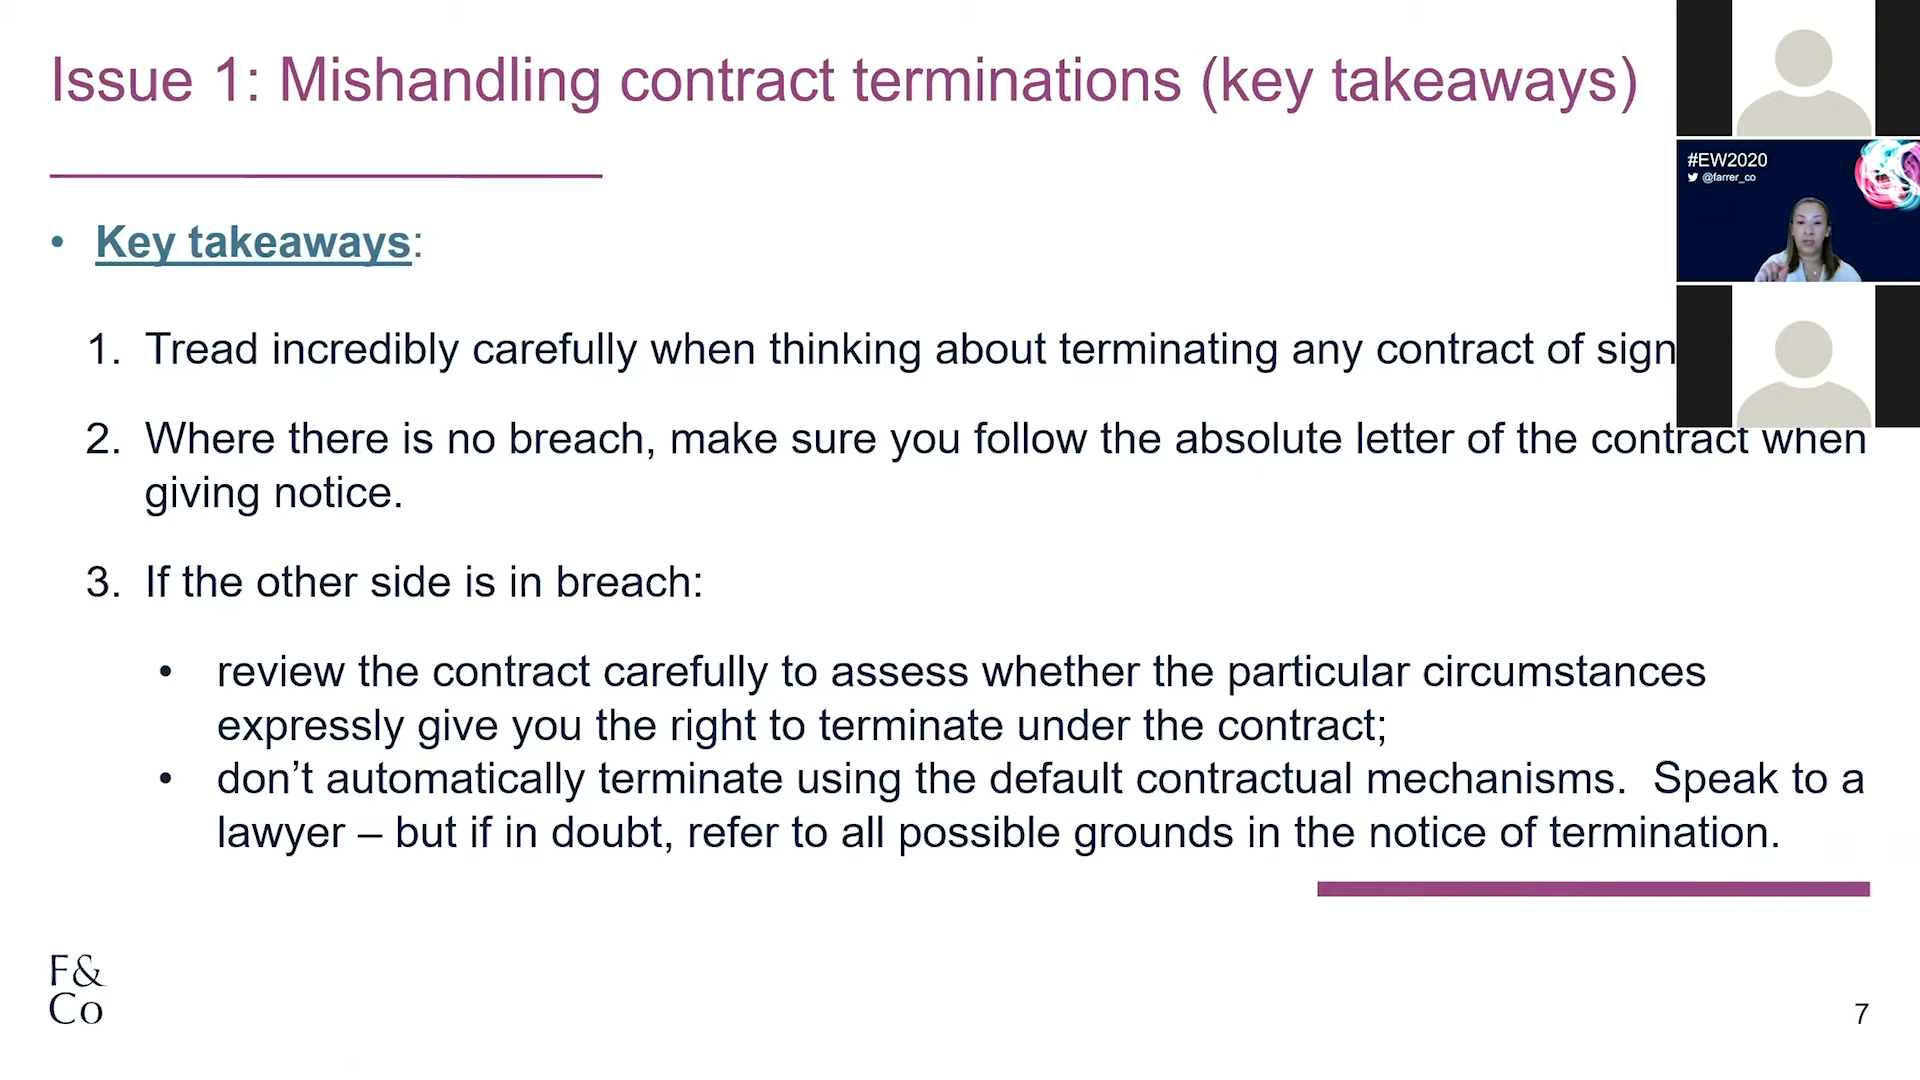 Issue 1: Mishandling contract terminations (key takeaways)
#EW2020
@farrer_co
• Key takeaways:
1. Tread incredibly carefully when thinking about terminating any contract of
2. Where there is no breach, make sure you follow the absolute letter of the contract when
giving notice.
3. If the other side is in breach:
• review the contract carefully to assess whether the particular circumstances
expressly give you the right to terminate under the contract;
• don’t automatically terminate using the default contractual mechanisms.  Speak to a
lawyer – but if in doubt, refer to all possible grounds in the notice of termination.
F&
Co
7